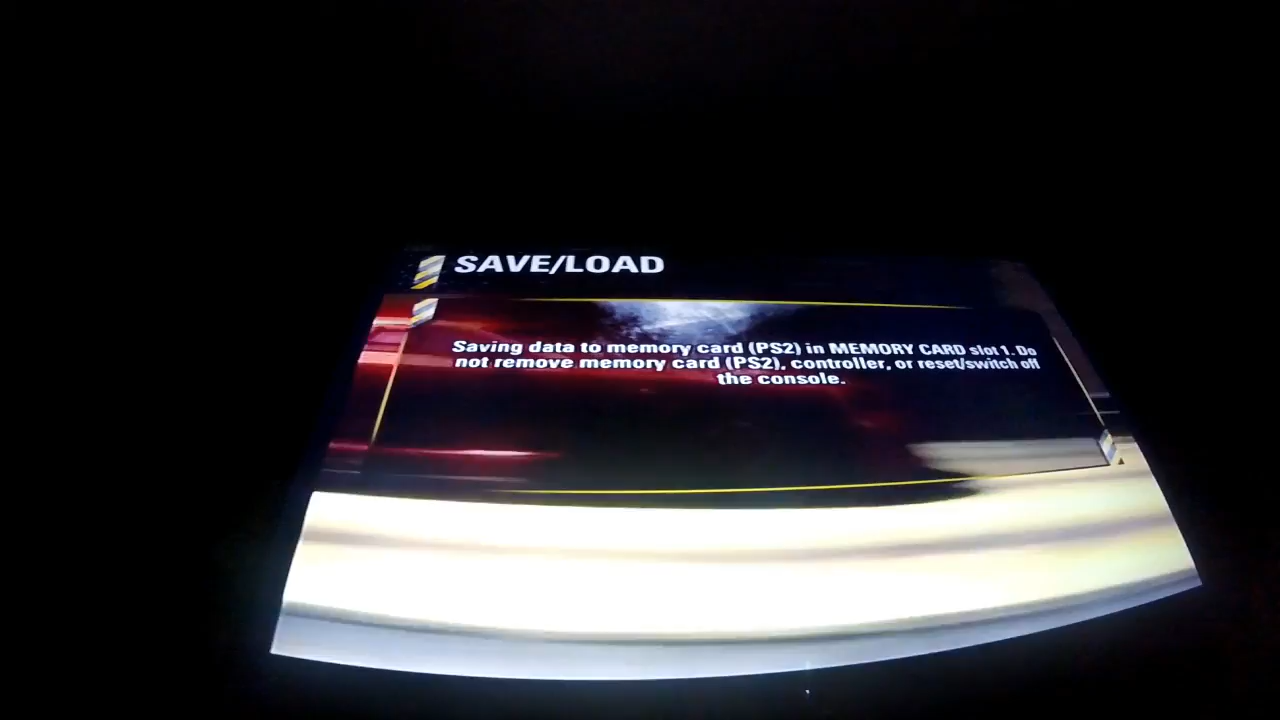 SAVE/LOAD
Saving data to memory card (PS2) in MEMORY CARD slot 1. Do
not remove memory card (PS2), controller, or reset/switch off
the console.